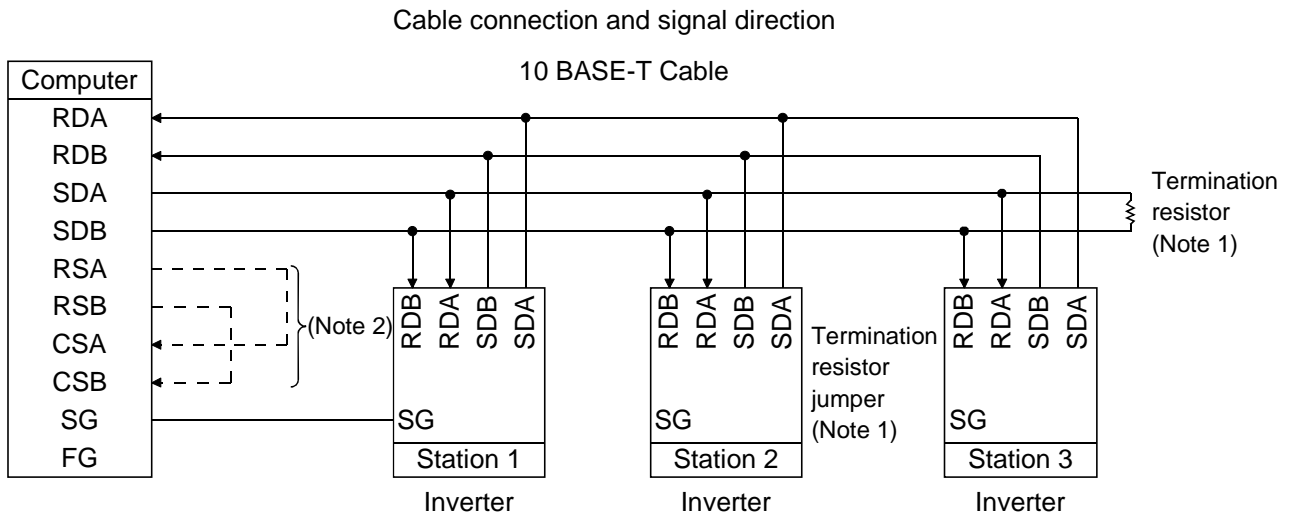 Cable connection and signal direction
10 BASE-T Cable
Computer
RDA
RDB
SDA
SDB
RSA
RSB
CSA
CSB
SG
FG
(Note 2)
RDB
RDA
SDB
SDA
SG
Station 1
Inverter
RDB
RDA
SDB
SDA
SG
Station 2
Inverter
Termination
resistor
jumper
(Note 1)
RDB
RDA
SDB
SDA
SG
Station 3
Inverter
Termination
resistor
(Note 1)